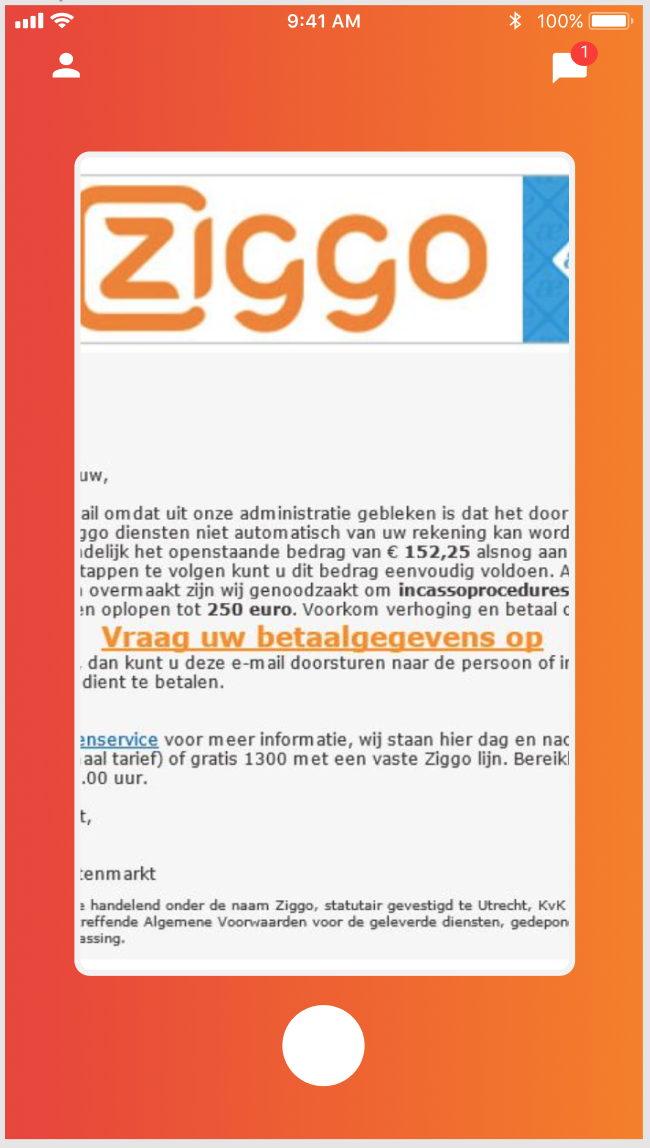 9:41 AM
100%
1
ziggo
uw,
ail omdat uit onze administratie gebleken is dat het door
ggo diensten niet automatisch van uw rekening kan word
delijk het openstaande bedrag van € 152,25 alsnog aan
tappen te volgen kunt u dit bedrag eenvoudig voldoen. A
overmaakt zijn wij genoodzaakt om incassoprocedures
en oplopen tot 250 euro. Voorkom verhoging en betaal
Vraag uw betaalgegevens op
, dan kunt u deze e-mail doorsturen naar de persoon of
dient te betalen.
enservice voor meer informatie, wij staan hier dag en nac
aal tarief) of gratis 1300 met een vaste Ziggo lijn. Bereik
.00 uur.
t,
tenmarkt
e handelend onder de naam Ziggo, statutair gevestigd te Utrecht, KvK
reffende Algemene Voorwaarden voor de geleverde diensten, gedepon
assing.